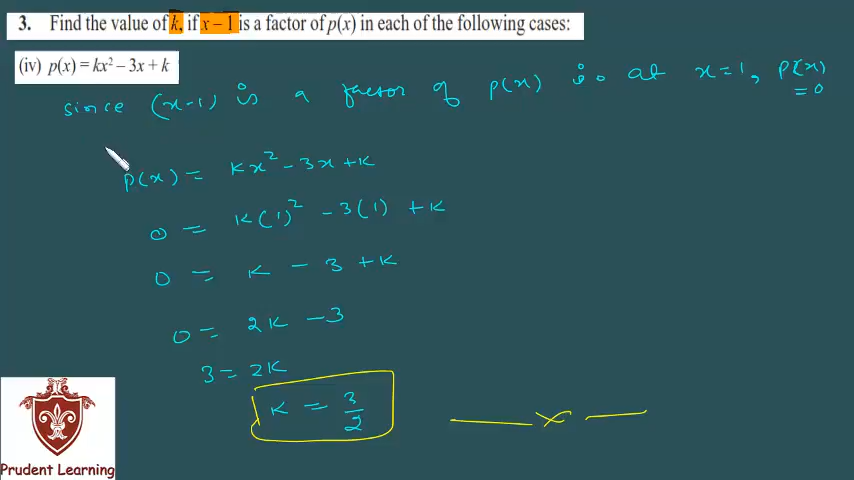 3. Find the value of k, if x – 1 is a factor of p(x) in each of the following cases:
(iv) p(x) = kx² – 3x + k
since (x-1) is a factor of p(x) so at x=1, p(x) =0
p(x) = kx² - 3x + k
0 = k(1)² - 3(1) + k
0 = k - 3 + k
0 = 2k - 3
3 = 2k
k = 3/2
Prudent Learning